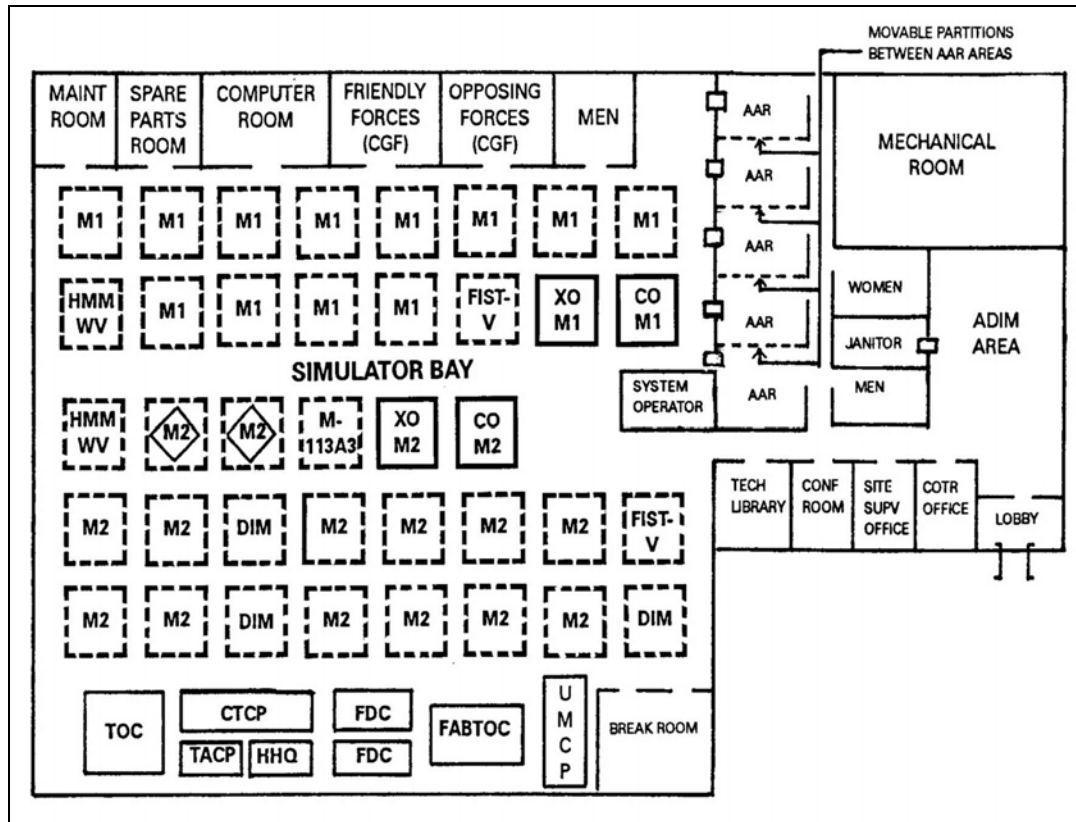 MOVABLE PARTITIONS
BETWEEN AAR AREAS
MAINT
ROOM
SPARE
PARTS
ROOM
COMPUTER
ROOM
FRIENDLY
FORCES
(CGF)
OPPOSING
FORCES
(CGF)
MEN
AAR
MECHANICAL
ROOM
AAR
AAR
AAR
AAR
M1
M1
M1
M1
M1
M1
M1
M1
HMM
WV
M1
M1
M1
M1
FIST-
V
XO
M1
CO
M1
WOMEN
JANITOR
MEN
ADIM
AREA
SIMULATOR BAY
SYSTEM
OPERATOR
HMM
WV
M2
M2
M-
113A3
XO
M2
CO
M2
TECH
LIBRARY
CONF
ROOM
SITE
SUPV
OFFICE
COTR
OFFICE
LOBBY
M2
M2
DIM
M2
M2
M2
M2
FIST-
V
M2
M2
DIM
M2
M2
M2
M2
DIM
TOC
CTCP
TACP
HHQ
FDC
FDC
FABTOC
U
M
C
P
BREAK ROOM